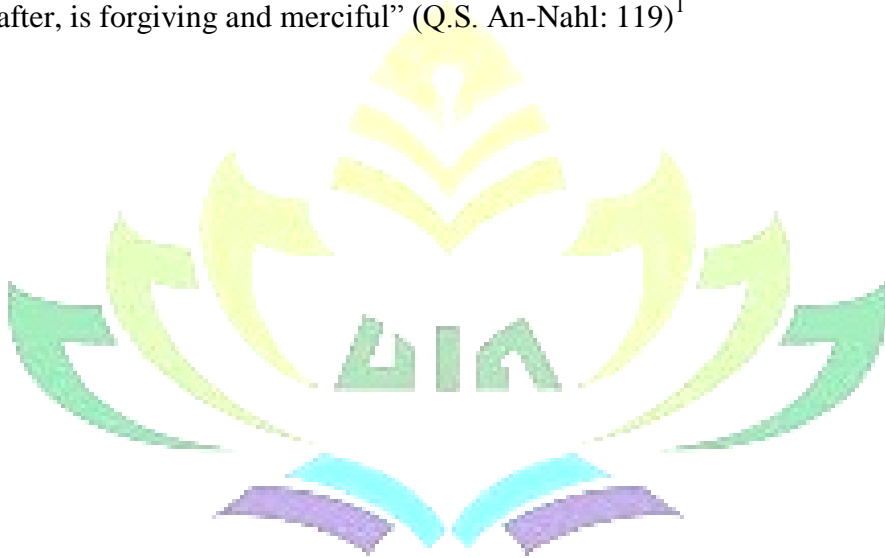 after, is forgiving and merciful” (Q.S. An-Nahl: 119)1
UIN